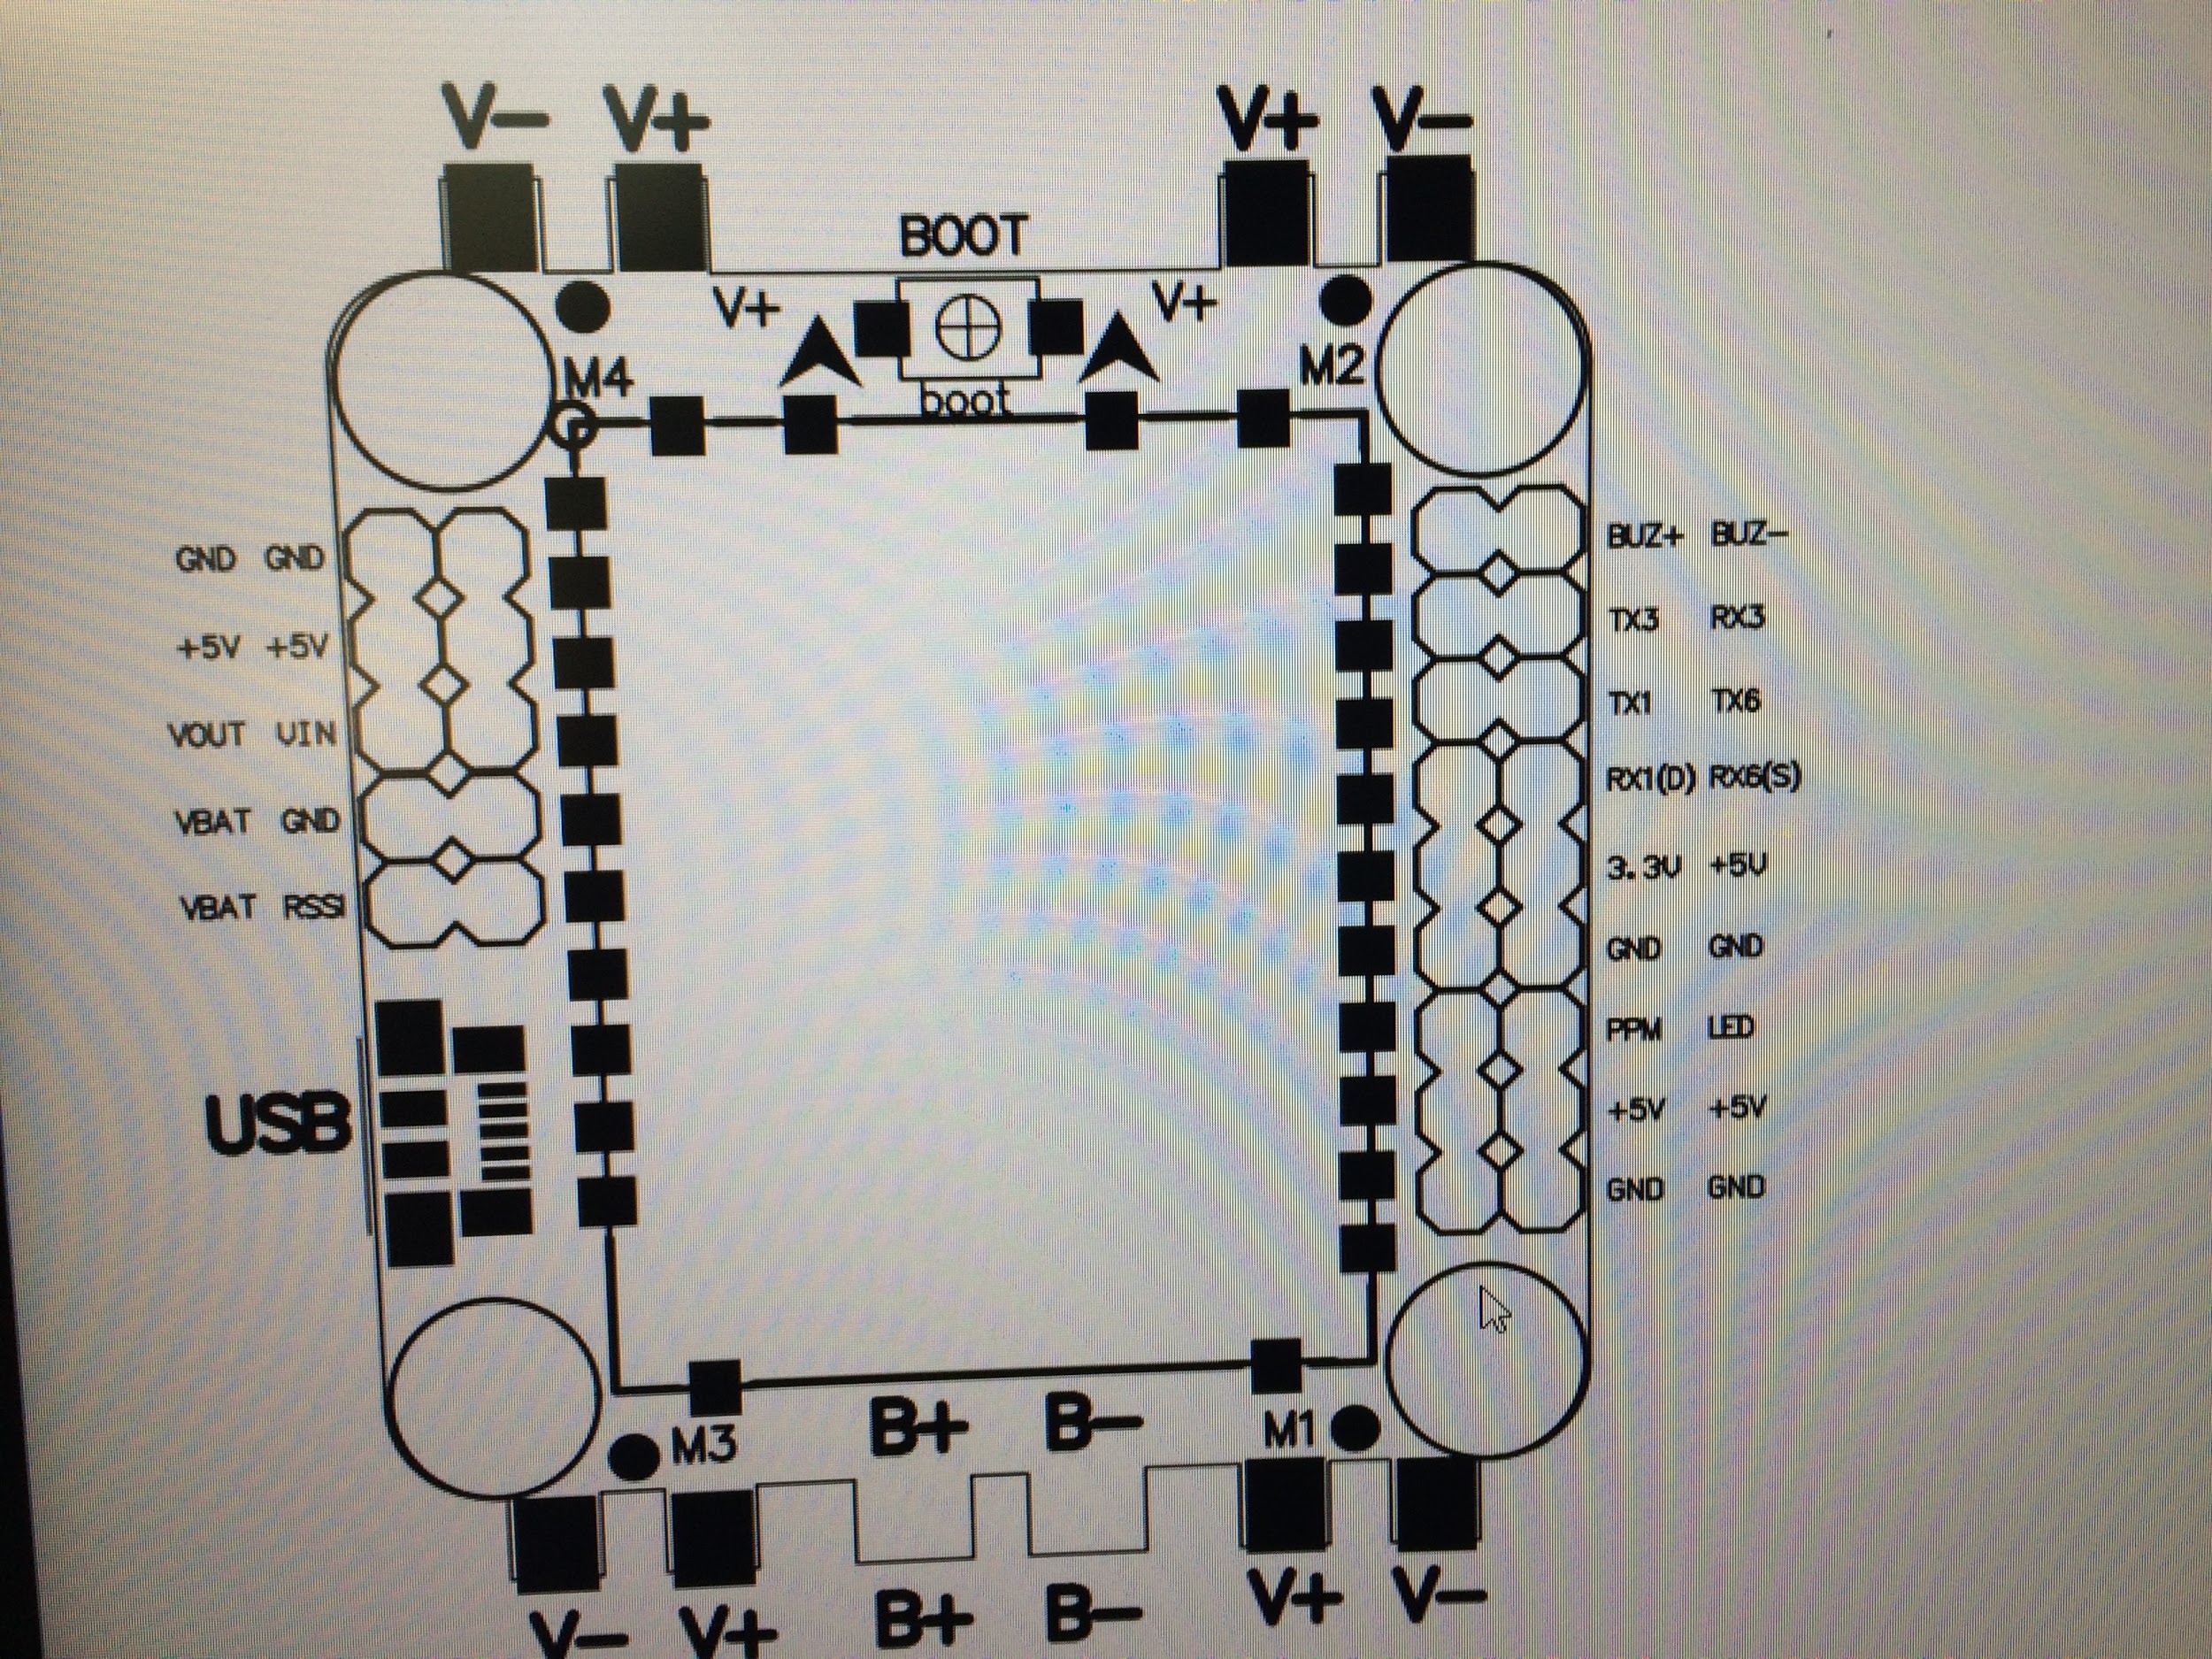 V- V+ V+ V-
BOOT
V+ V+
M4 M2
boot
GND GND
+5V +5V
VOUT VIN
VBAT GND
VBAT RSSI
USB
BUZ+ BUZ-
TX3 RX3
TX1 TX6
RX1(D) RX6(S)
3.3V +5V
GND GND
PPM LED
+5V +5V
GND GND
M3 B+ B- M1
V- V+ B+ B- V+ V-